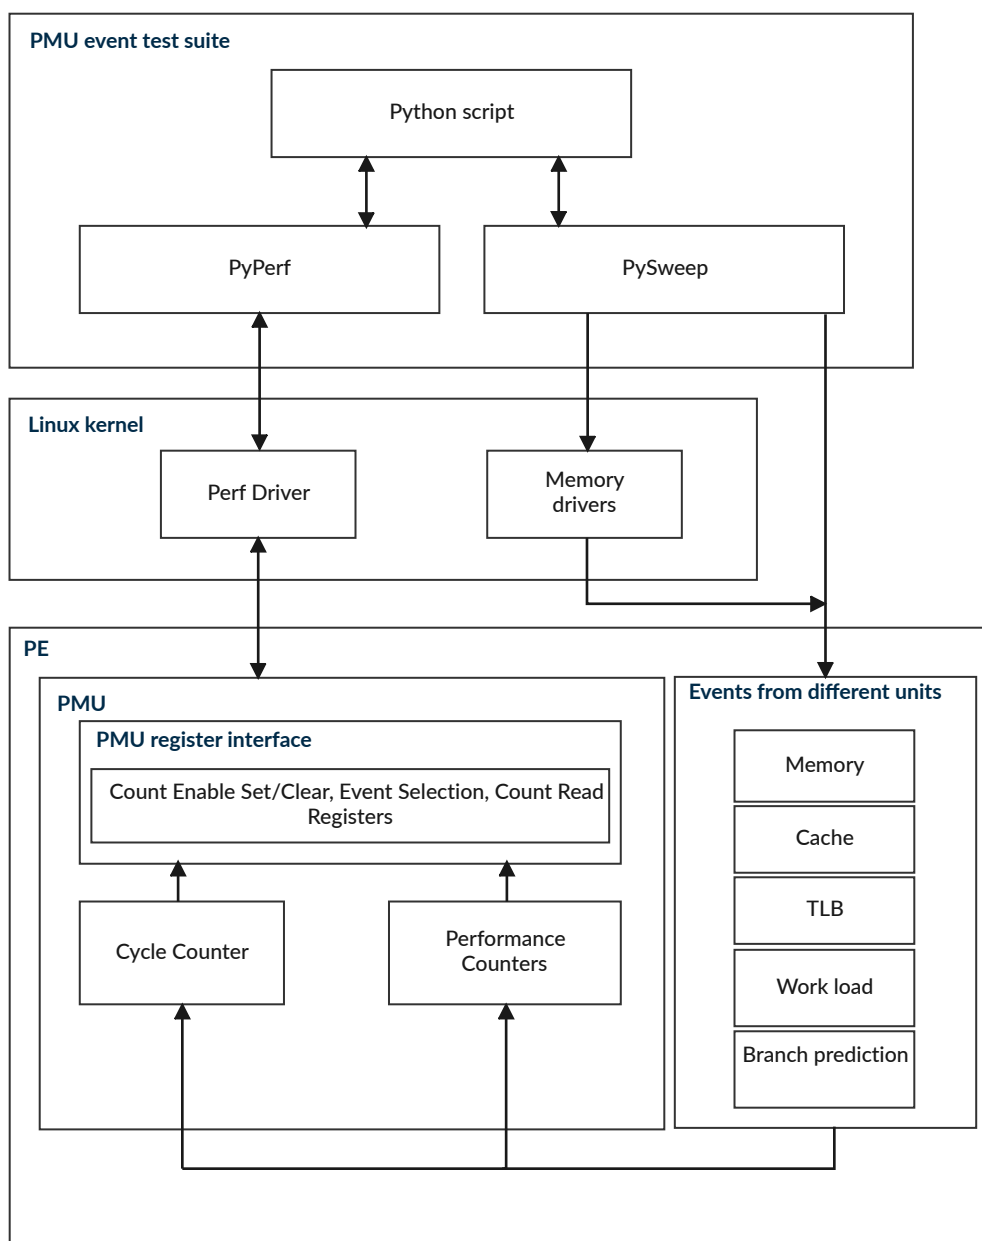 PMU event test suite
Python script
PyPerf
PySweep
Linux kernel
Perf Driver
Memory
drivers
PE
PMU
Events from different units
PMU register interface
Count Enable Set/Clear, Event Selection, Count Read
Registers
Memory
Cache
TLB
Work load
Branch prediction
Cycle Counter
Performance
Counters